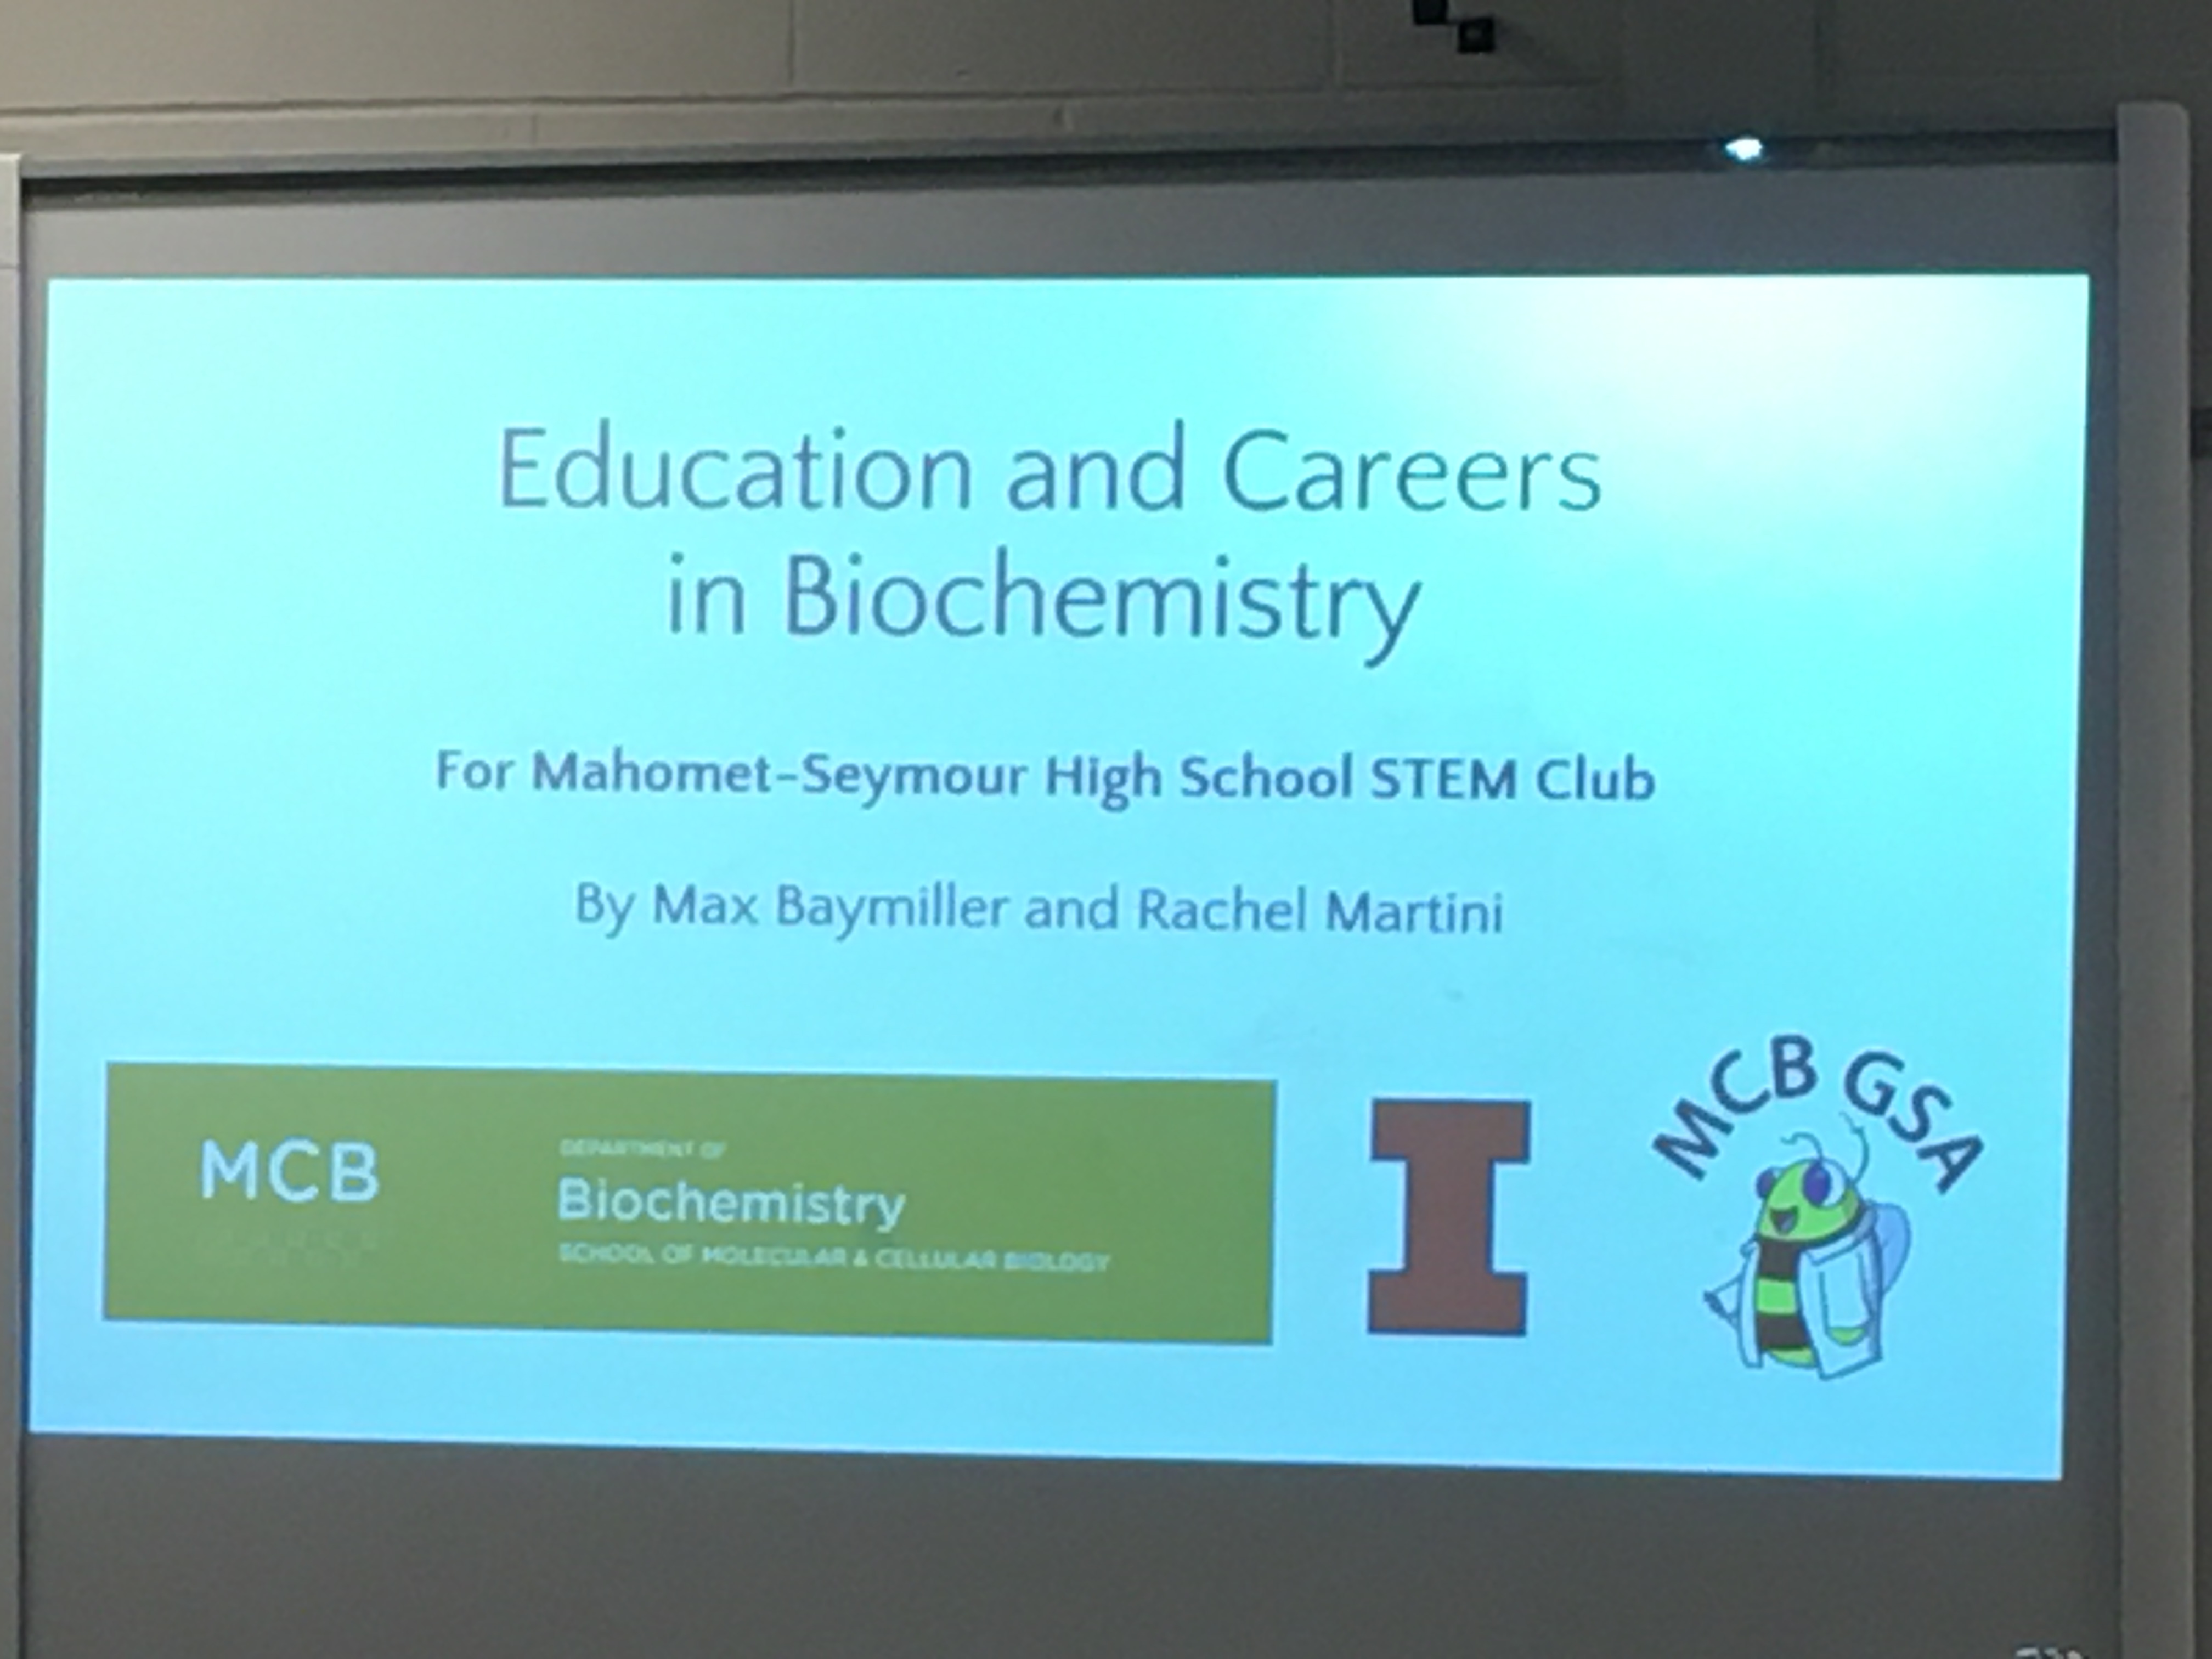 Education and Careers
in Biochemistry
For Mahomet-Seymour High School STEM Club
By Max Baymiller and Rachel Martini
MCB
DEPARTMENT OF
Biochemistry
SCHOOL OF MOLECULAR & CELLULAR BIOLOGY
I
MCB GSA